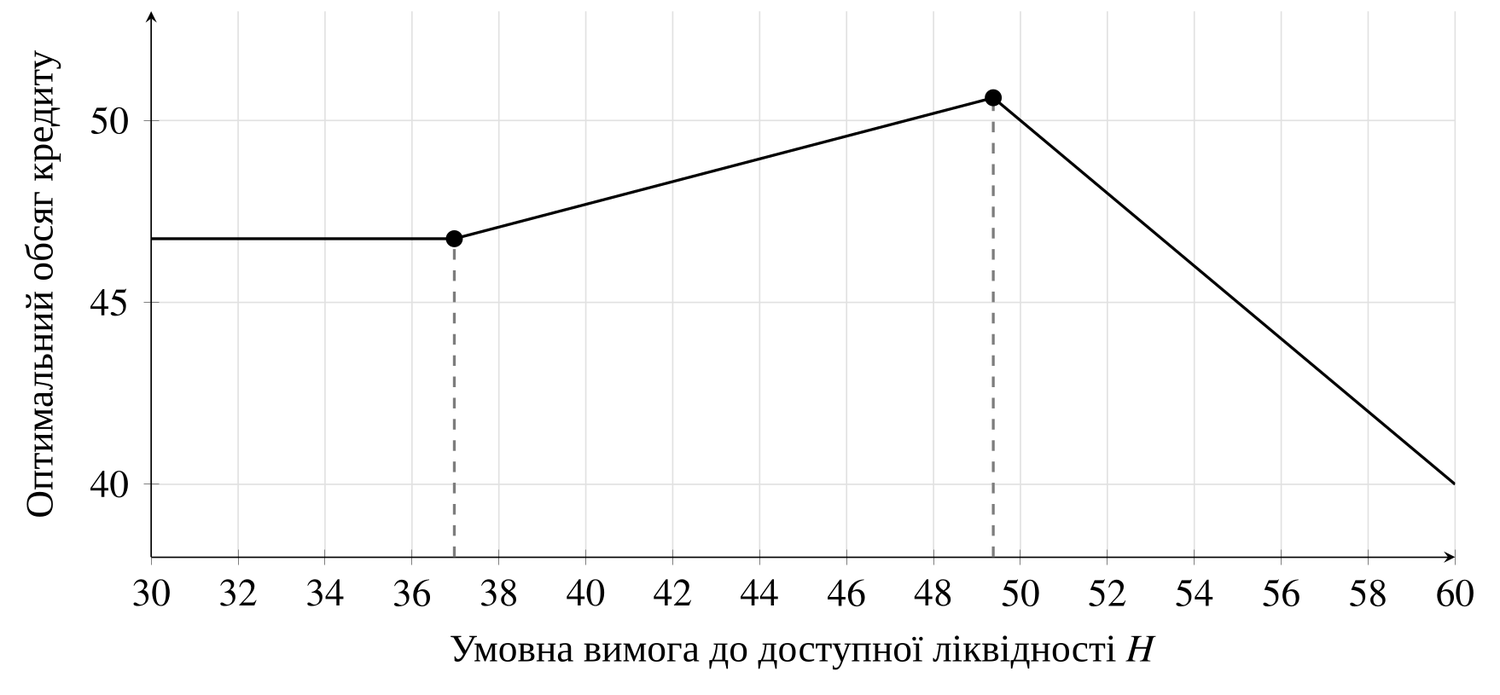 Оптимальний обсяг кредиту
50
45
40
30 32 34 36 38 40 42 44 46 48 50 52 54 56 58 60
Умовна вимога до доступної ліквідності H